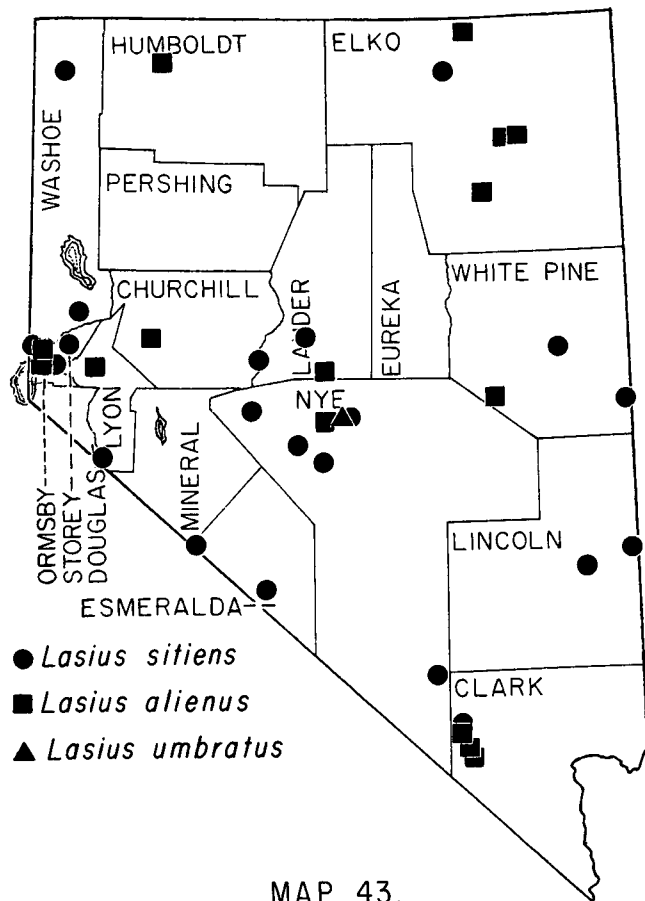 HUMBOLDT
ELKO
WASHOE
PERSHING
CHURCHILL
LANDER
EUREKA
WHITE PINE
NYE
LYON
MINERAL
ORMSBY
STOREY
DOUGLAS
LINCOLN
ESMERALDA
CLARK
Lasius sitiens
Lasius alienus
Lasius umbratus
MAP 43.